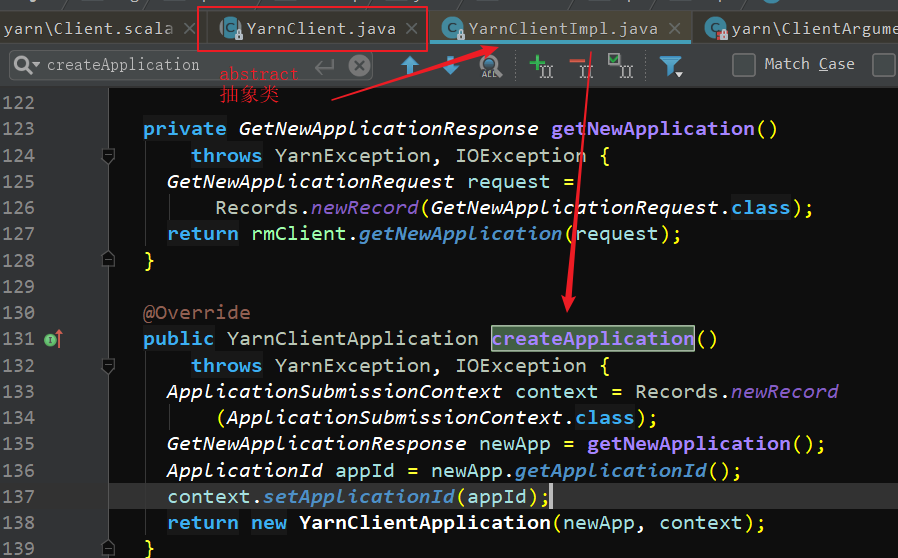 yarn\Client.scala YarnClient.java YarnClientImpl.java yarn\ClientArgume
createApplication ALL Match Case
abstract
抽象类
122
123 private GetNewApplicationResponse getNewApplication()
124 throws YarnException, IOException {
125 GetNewApplicationRequest request =
126 Records.newRecord(GetNewApplicationRequest.class);
127 return rmClient.getNewApplication(request);
128 }
129
130 @Override
131 public YarnClientApplication createApplication()
132 throws YarnException, IOException {
133 ApplicationSubmissionContext context = Records.newRecord
134 (ApplicationSubmissionContext.class);
135 GetNewApplicationResponse newApp = getNewApplication();
136 ApplicationId appId = newApp.getApplicationId();
137 context.setApplicationId(appId);
138 return new YarnClientApplication(newApp, context);
139 }